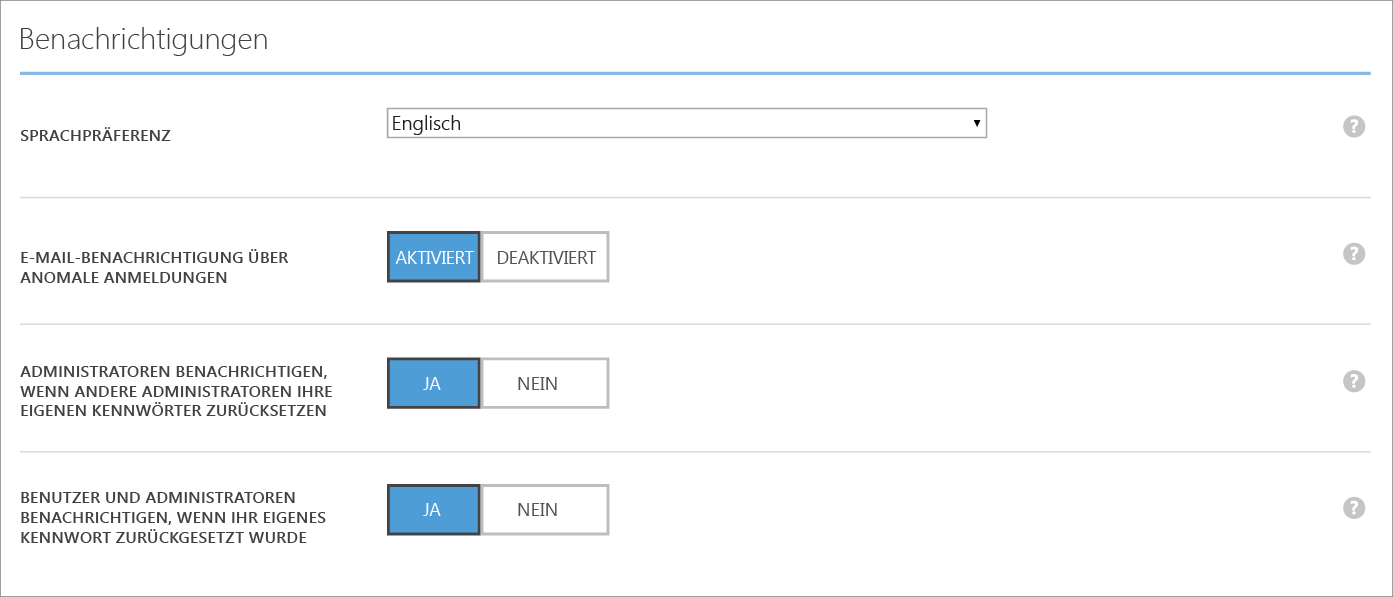 Benachrichtigungen
SPRACHPRÄFERENZ
Englisch
E-MAIL-BENACHRICHTIGUNG ÜBER
ANOMALE ANMELDUNGEN
AKTIVIERT DEAKTIVIERT
ADMINISTRATOREN BENACHRICHTIGEN,
WENN ANDERE ADMINISTRATOREN IHRE
EIGENEN KENNWÖRTER ZURÜCKSETZEN
JA NEIN
BENUTZER UND ADMINISTRATOREN
BENACHRICHTIGEN, WENN IHR EIGENES
KENNWORT ZURÜCKGESETZT WURDE
JA NEIN